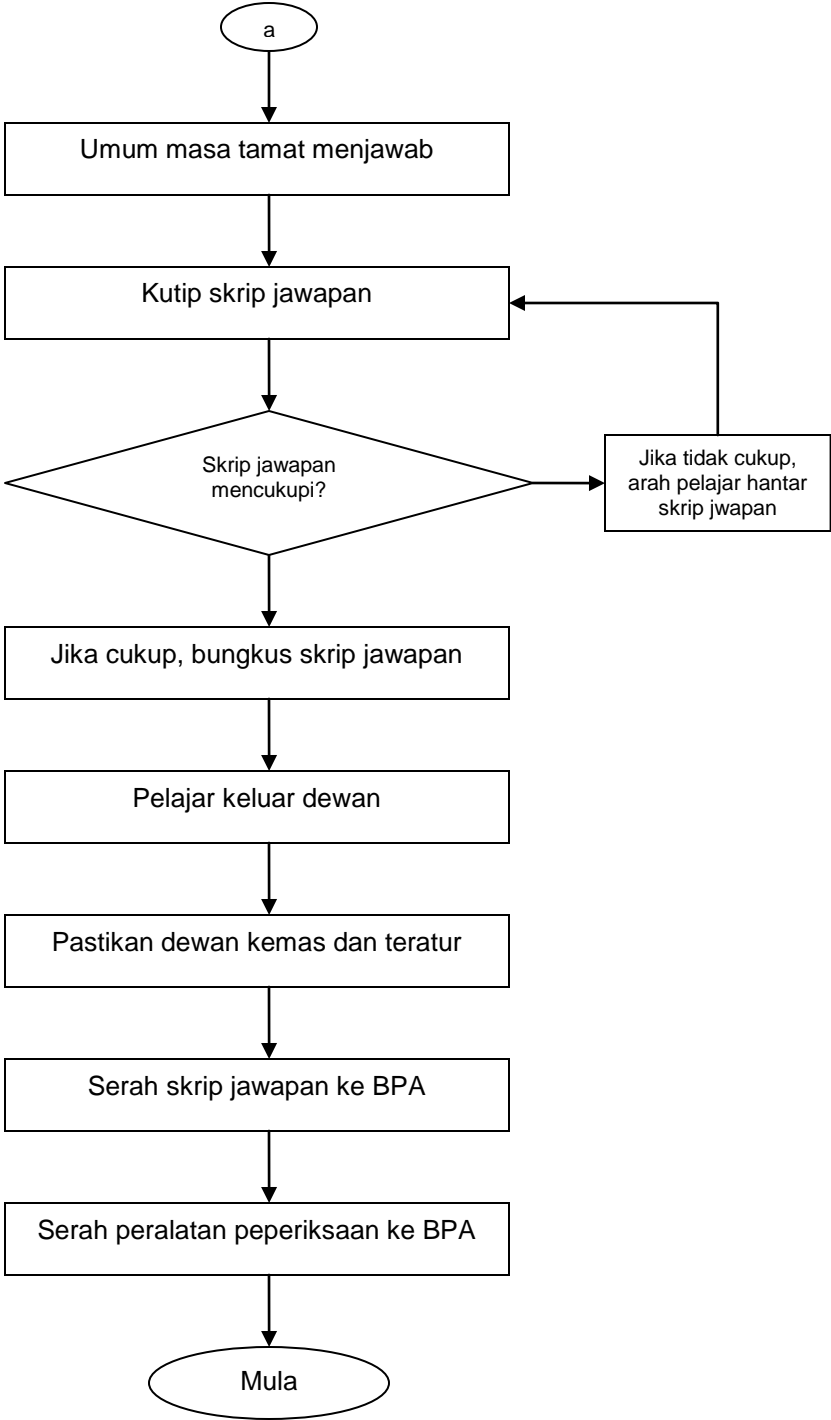 a
Umum masa tamat menjawab
Kutip skrip jawapan
Skrip jawapan
mencukupi?
Jika tidak cukup,
arah pelajar hantar
skrip jwapan
Jika cukup, bungkus skrip jawapan
Pelajar keluar dewan
Pastikan dewan kemas dan teratur
Serah skrip jawapan ke BPA
Serah peralatan peperiksaan ke BPA
Mula